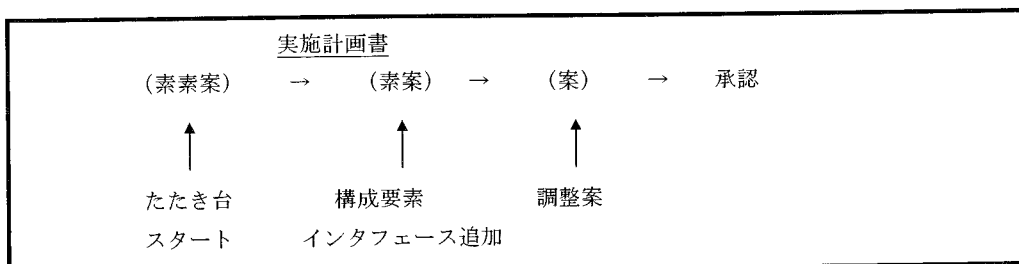 実施計画書
(素素案) → (素案) → (案) → 承認
たたき台 構成要素 調整案
スタート インタフェース追加